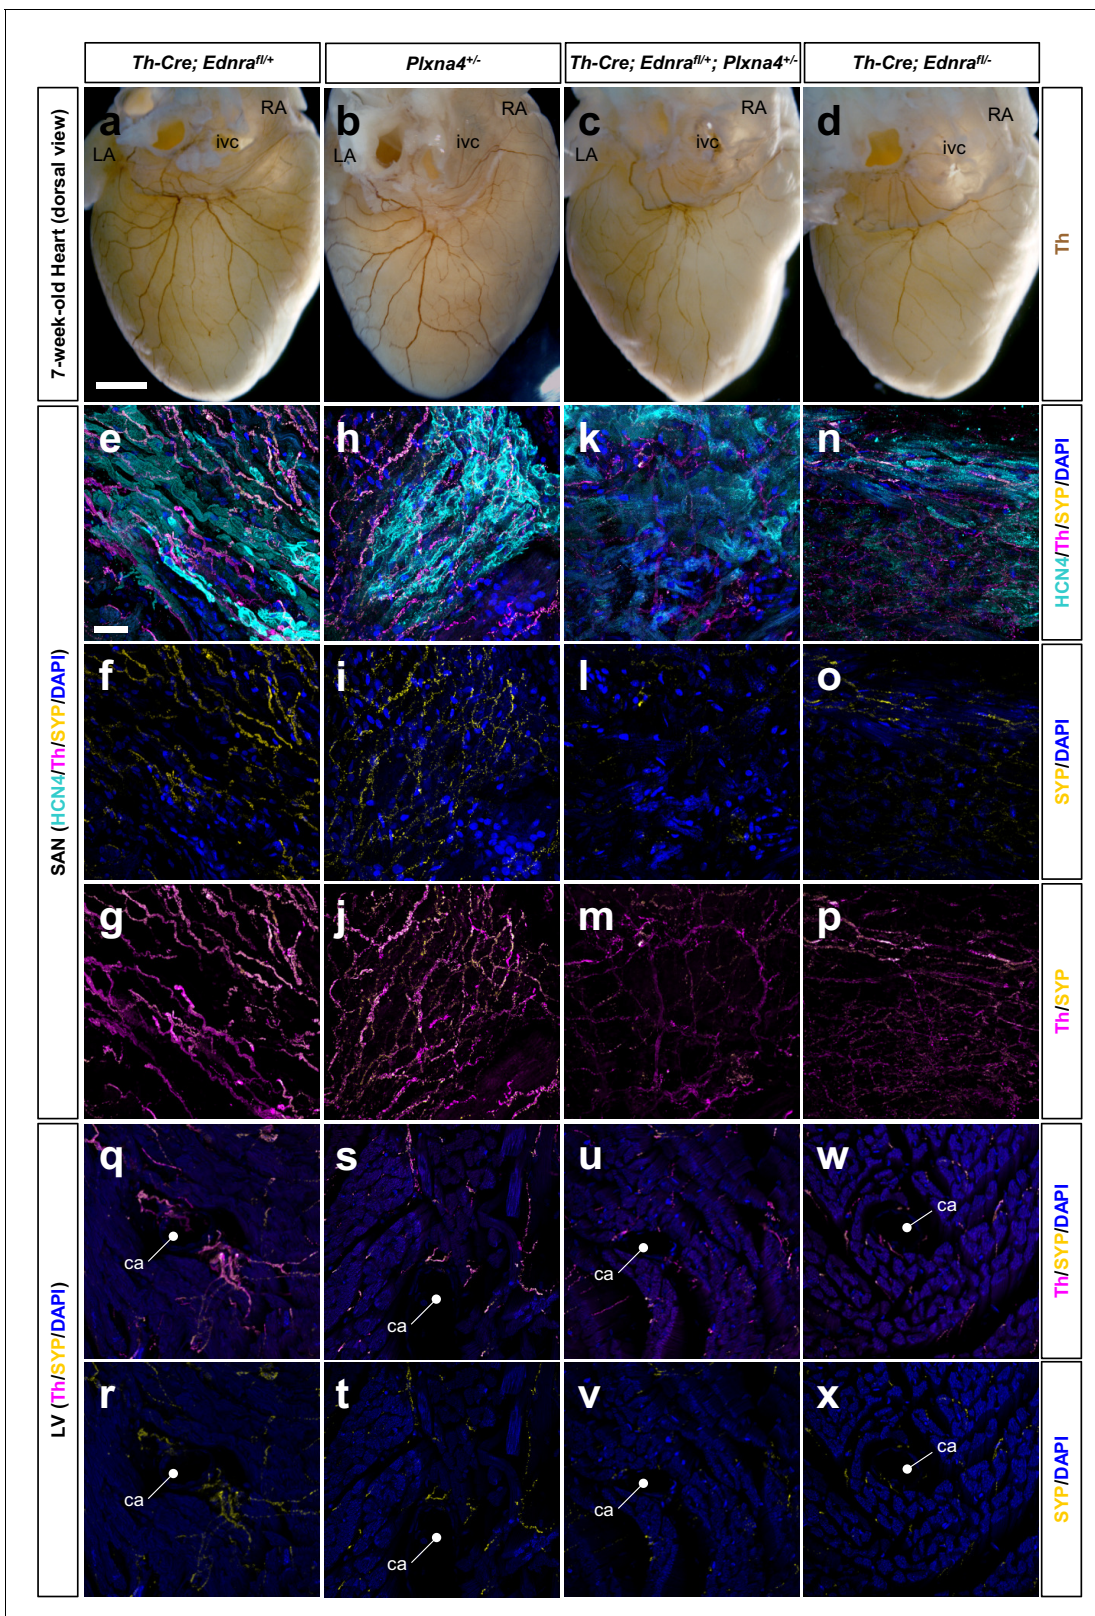 Th-Cre; Ednrafl/+
Plxna4+/-
Th-Cre; Ednrafl/+; Plxna4+/-
Th-Cre; Ednrafl/-
7-week-old Heart (dorsal view)
a
RA
LA
ivc
b
RA
LA
ivc
c
RA
LA
ivc
d
RA
ivc
Th
SAN (HCN4/Th/SYP/DAPI)
e
h
k
n
HCN4/Th/SYP/DAPI
f
i
l
o
SYP/DAPI
g
j
m
p
Th/SYP
LV (Th/SYP/DAPI)
q
ca
s
ca
u
ca
w
ca
Th/SYP/DAPI
r
ca
t
ca
v
ca
x
ca
SYP/DAPI